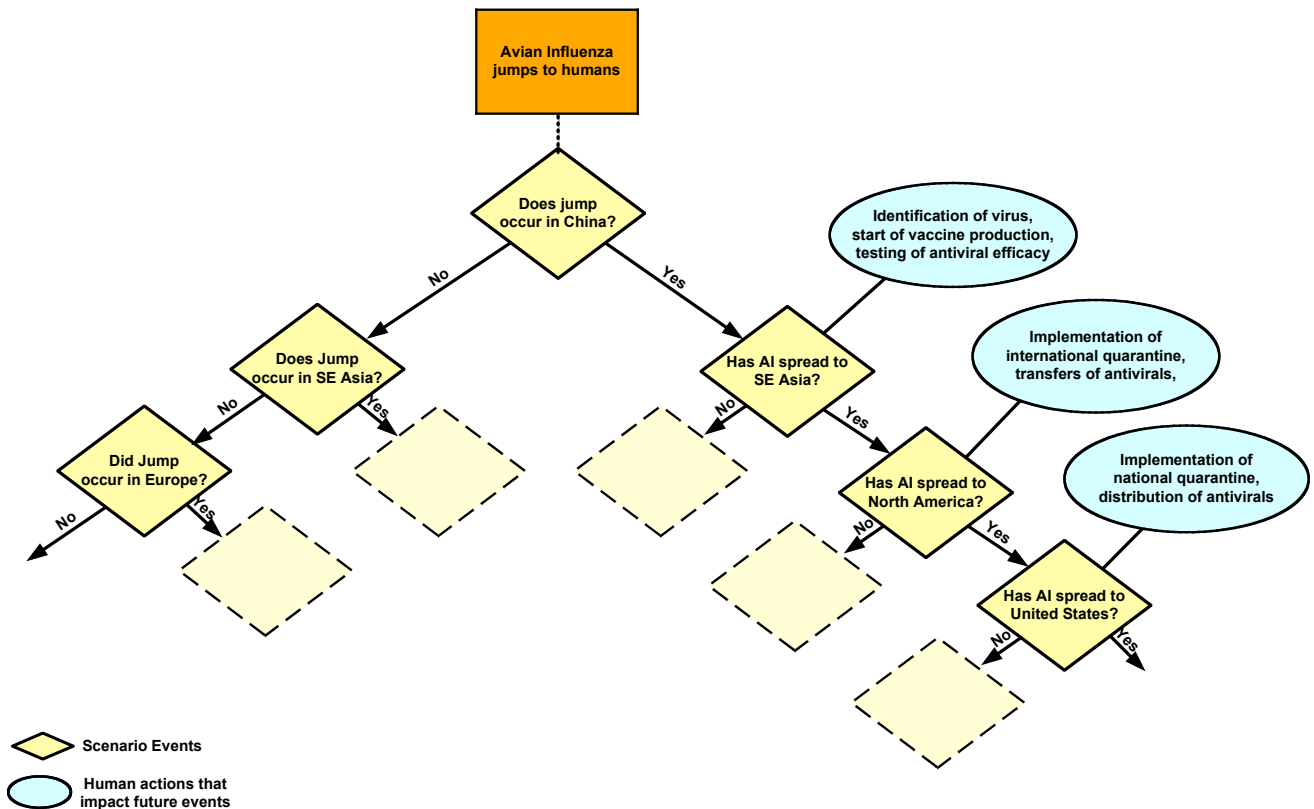 Avian Influenza
jumps to humans
Does jump
occur in China?
No
Yes
Identification of virus,
start of vaccine production,
testing of antiviral efficacy
Does Jump
occur in SE Asia?
No
Yes
Has AI spread to
SE Asia?
No
Yes
Implementation of
international quarantine,
transfers of antivirals,
Did Jump
occur in Europe?
No
Yes
Has AI spread to
North America?
No
Yes
Implementation of
national quarantine,
distribution of antivirals
Has AI spread to
United States?
No
Yes
Scenario Events
Human actions that
impact future events